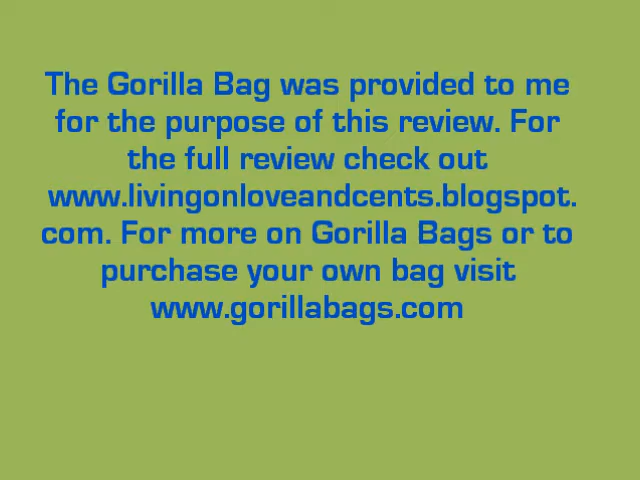 The Gorilla Bag was provided to me
for the purpose of this review. For
the full review check out
www.livingonloveandcents.blogspot.
com. For more on Gorilla Bags or to
purchase your own bag visit
www.gorillabags.com